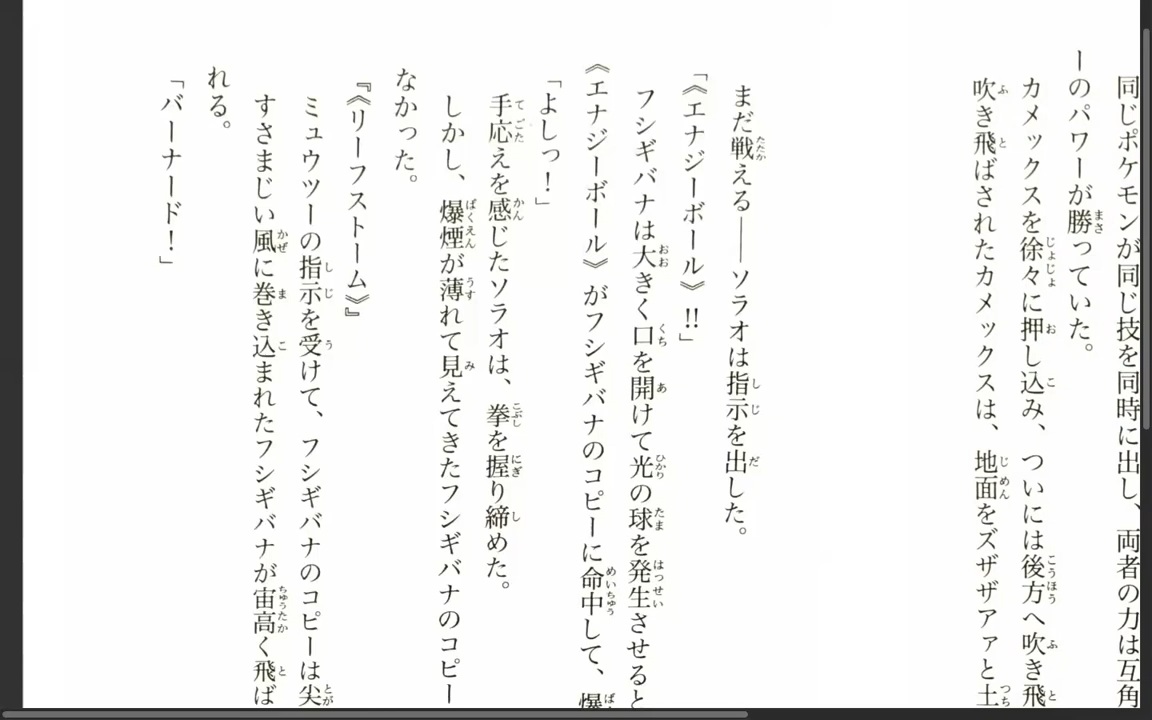 同じポケモンが同じ技を同時に出し、両者の力は互角
ーのパワーが勝っていた。
カメックスを徐々に押し込み、ついには後方へ吹き飛
吹き飛ばされたカメックスは、地面をズザザアァと土
まだ戦える――ソラオは指示を出した。
「《エナジーボール》!!」
フシギバナは大きく口を開けて光の球を発生させると
《エナジーボール》がフシギバナのコピーに命中して、爆
「よしっ！」
手応えを感じたソラオは、拳を握り締めた。
しかし、爆煙が薄れて見えてきたフシギバナのコピー
なかった。
『《リーフストーム》』
ミュウツーの指示を受けて、フシギバナのコピーは尖
すさまじい風に巻き込まれたフシギバナが宙高く飛ば
れる。
「バーナード！」